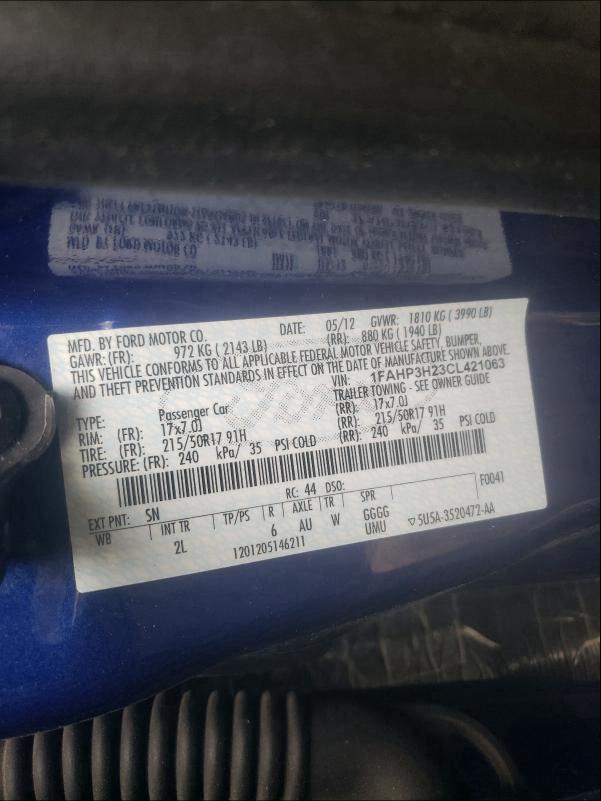 MFD. BY FORD MOTOR CO. DATE: 05/12 GVWR: 1810 KG ( 3990 LB)
GAWR: (FR): 972 KG ( 2143 LB) (RR): 880 KG ( 1940 LB)
THIS VEHICLE CONFORMS TO ALL APPLICABLE FEDERAL MOTOR VEHICLE SAFETY, BUMPER,
AND THEFT PREVENTION STANDARDS IN EFFECT ON THE DATE OF MANUFACTURE SHOWN ABOVE.
VIN: 1FAHP3H23CL421063
TYPE: Passenger Car TRAILER TOWING - SEE OWNER GUIDE
RIM: (FR): 17x7.0J (RR): 17x7.0J
TIRE: (FR): 215/50R17 91H (RR): 215/50R17 91H
PRESSURE: (FR): 240 kPa/ 35 PSI COLD (RR): 240 kPa/ 35 PSI COLD
EXT PNT: SN RC: 44 DSO: F0041
WB INT TR TP/PS R AXLE TR SPR
2L 6 AU W GGGG
1201205146211 UMU ▽5U5A-3520472-AA